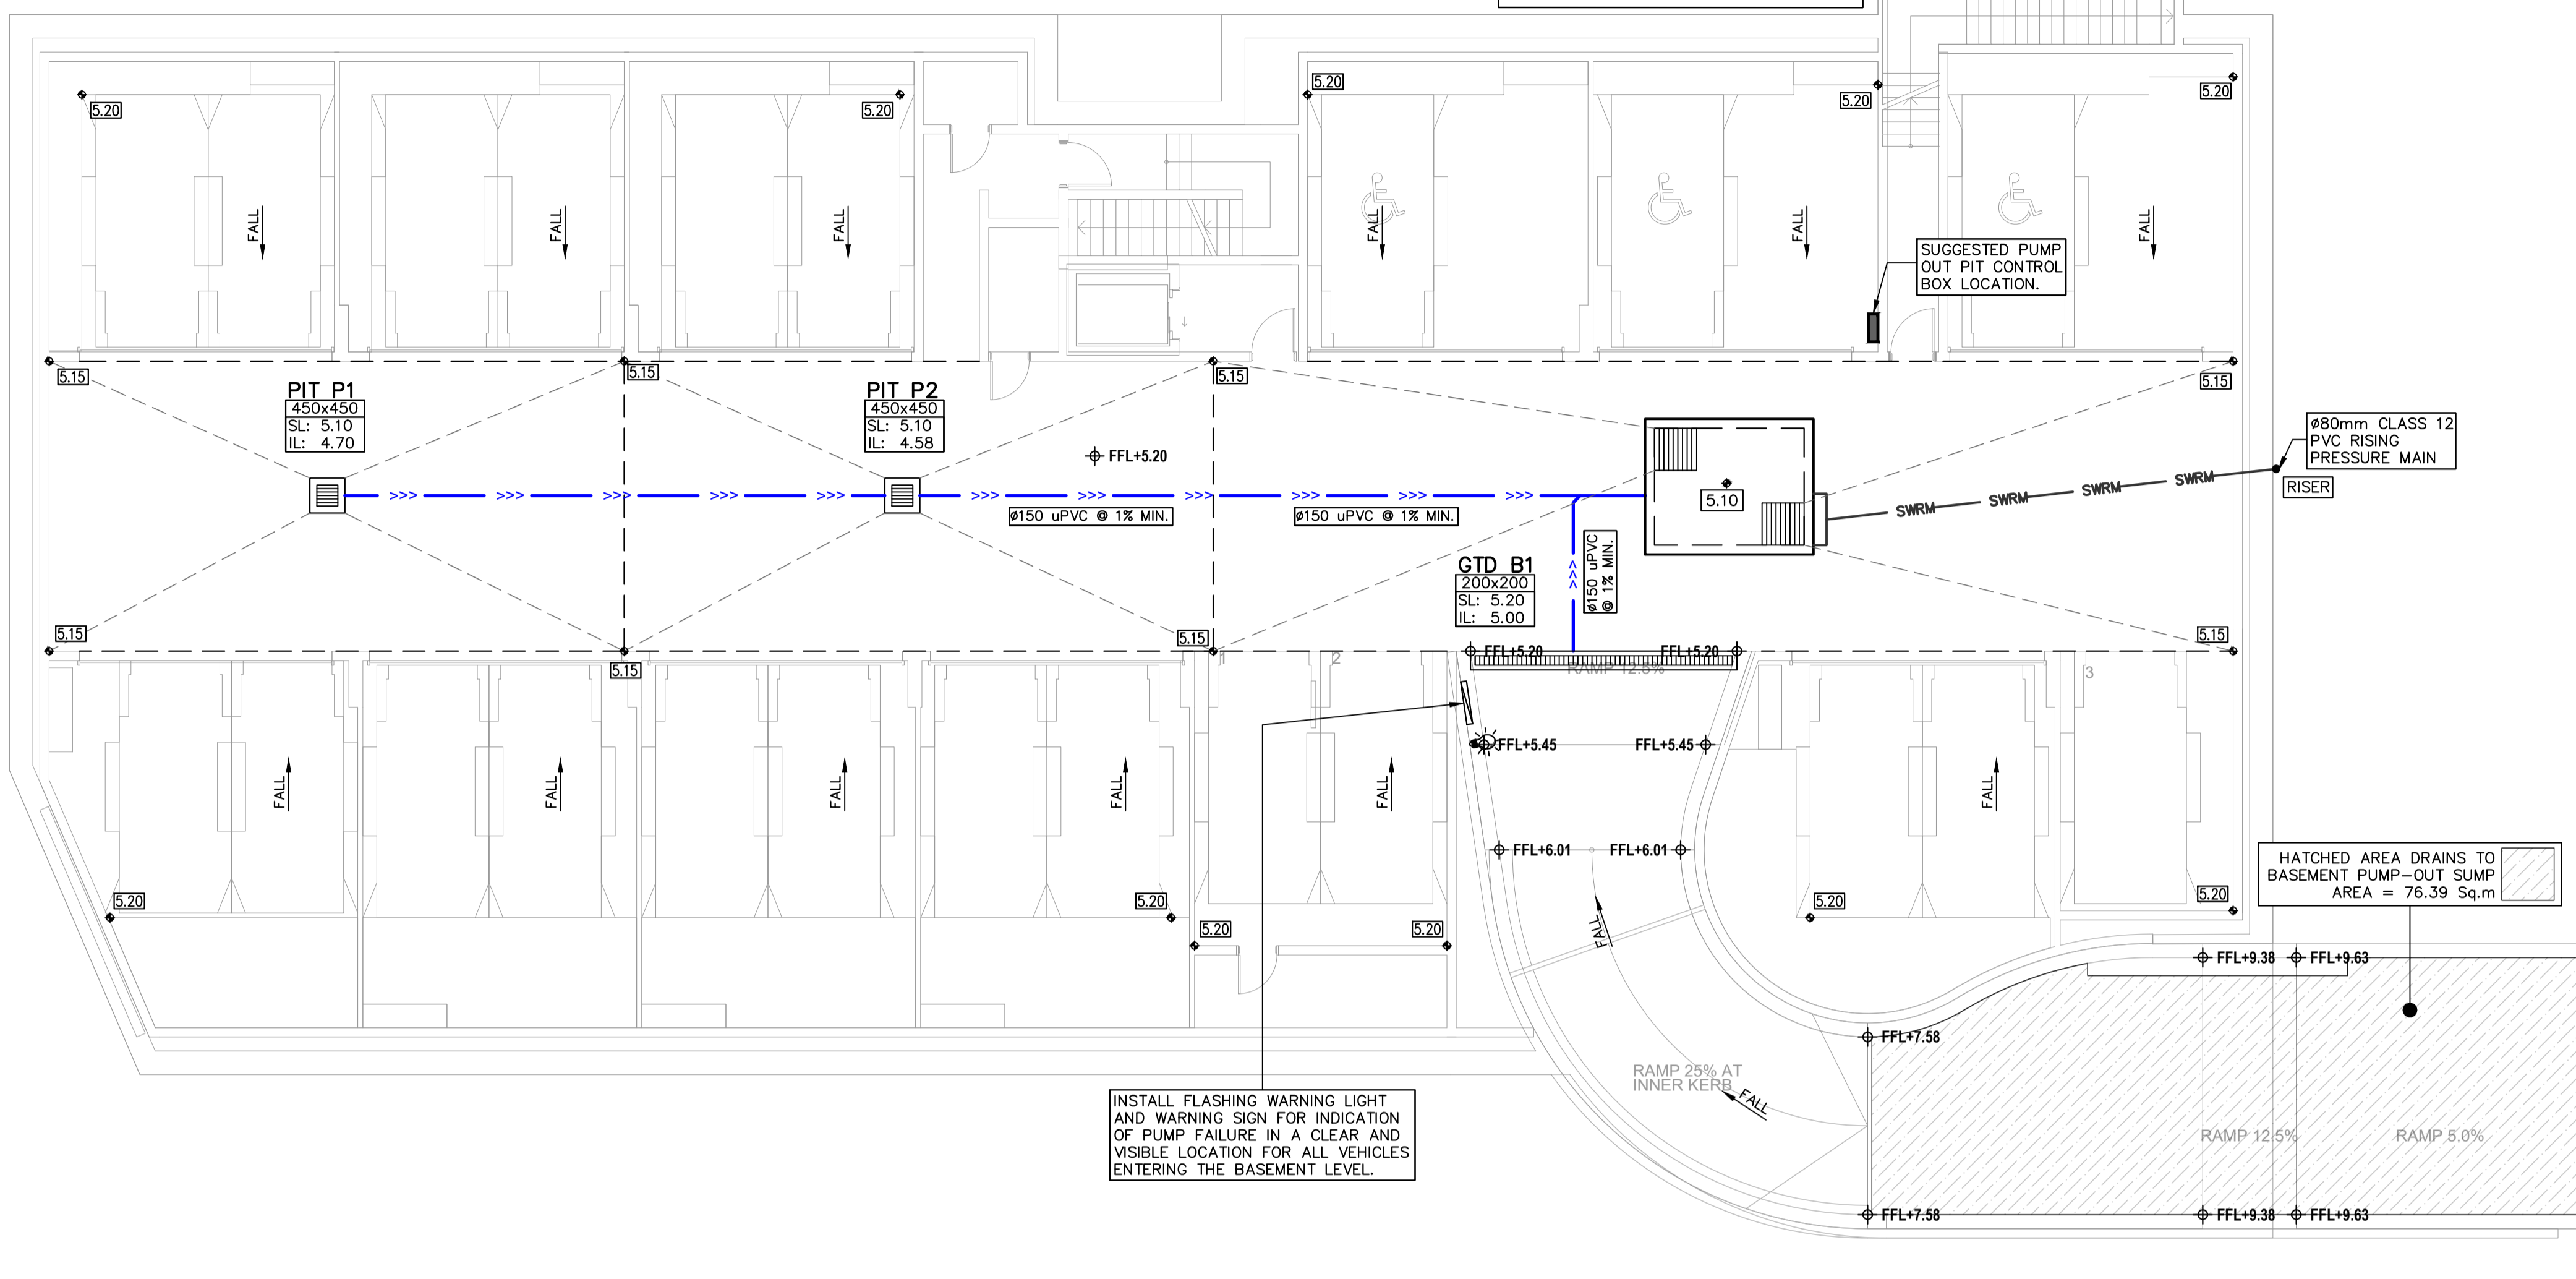 5.20
5.20
5.20
5.20
5.20
FALL
FALL
FALL
FALL
FALL
FALL
SUGGESTED PUMP
OUT PIT CONTROL
BOX LOCATION.
5.15
5.15
5.15
5.15
PIT P1
450x450
SL: 5.10
IL: 4.70
PIT P2
450x450
SL: 5.10
IL: 4.58
FFL+5.20
Ø80mm CLASS 12
PVC RISING
PRESSURE MAIN
RISER
>>> >>> >>> >>> >>> >>> >>> >>> >>> >>> >>>
5.10
SWRM SWRM SWRM SWRM
Ø150 uPVC @ 1% MIN.
Ø150 uPVC @ 1% MIN.
Ø150 uPVC
@ 1% MIN.
>>>
GTD B1
200x200
SL: 5.20
IL: 5.00
5.15
5.15
5.15
5.15
1
2
3
FFL+5.20
FFL+5.20
RAMP 12.5%
FFL+5.45
FFL+5.45
FALL
FALL
FALL
FALL
FALL
FALL
FFL+6.01
FFL+6.01
HATCHED AREA DRAINS TO
BASEMENT PUMP-OUT SUMP
AREA = 76.39 Sq.m
5.20
5.20
5.20
5.20
5.20
5.20
FALL
FFL+9.38
FFL+9.63
FFL+7.58
RAMP 25% AT
INNER KERB
FALL
INSTALL FLASHING WARNING LIGHT
AND WARNING SIGN FOR INDICATION
OF PUMP FAILURE IN A CLEAR AND
VISIBLE LOCATION FOR ALL VEHICLES
ENTERING THE BASEMENT LEVEL.
RAMP 12.5%
RAMP 5.0%
FFL+7.58
FFL+9.38
FFL+9.63